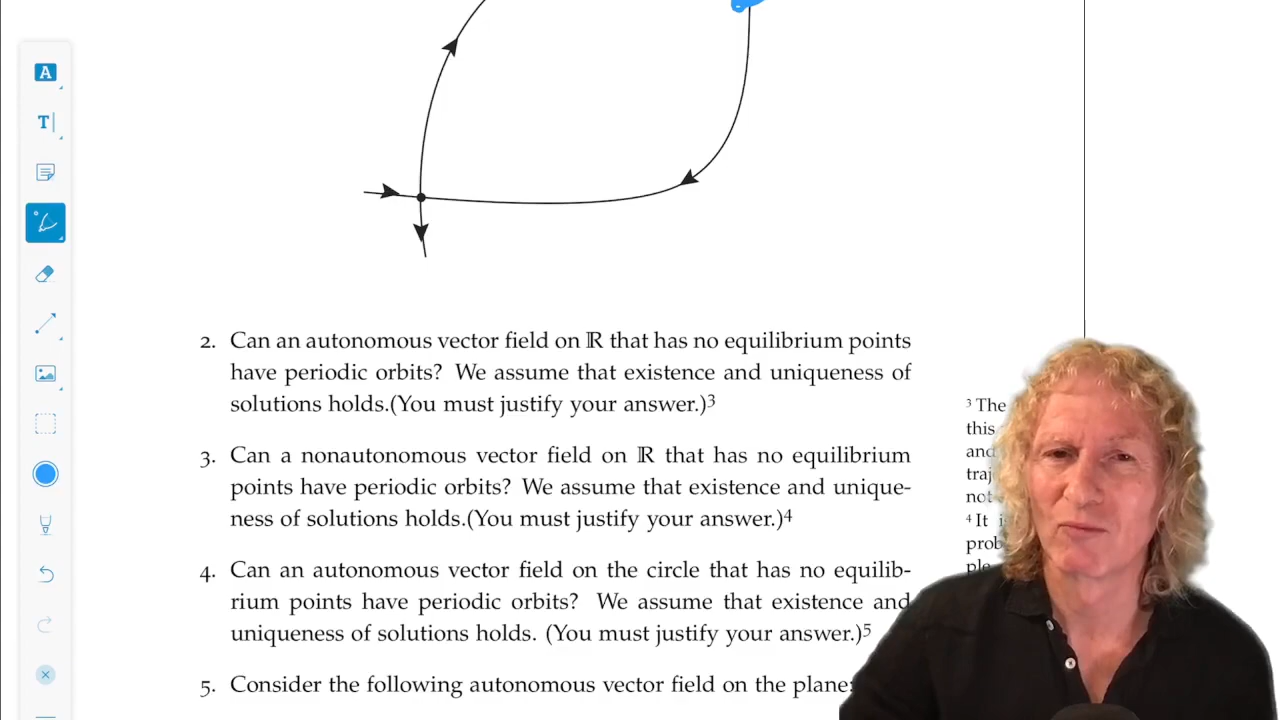 A
T
2. Can an autonomous vector field on ℝ that has no equilibrium points
have periodic orbits? We assume that existence and uniqueness of
solutions holds.(You must justify your answer.)3
3. Can a nonautonomous vector field on ℝ that has no equilibrium
points have periodic orbits? We assume that existence and unique-
ness of solutions holds.(You must justify your answer.)4
4. Can an autonomous vector field on the circle that has no equilib-
rium points have periodic orbits? We assume that existence and
uniqueness of solutions holds. (You must justify your answer.)5
5. Consider the following autonomous vector field on the plane:
3 The
this
and
not
4 It